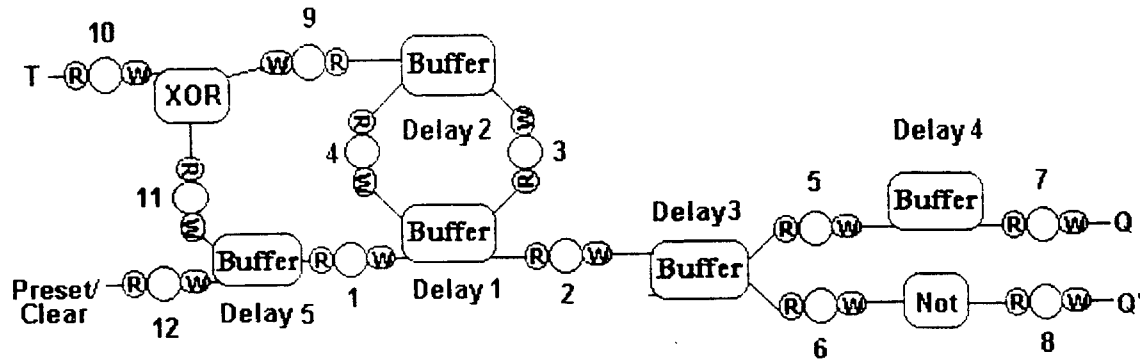 10
9
T R W
XOR
W R
Buffer
Delay 2
R
4
W
W
3
R
R
11
W
Buffer
Delay 1
Preset/
Clear
R W
12
Buffer
Delay 5
R W
1
R W
2
Delay3
Buffer
5
R W
Delay 4
Buffer
7
R W Q
R W
6
Not
R W Q'
8